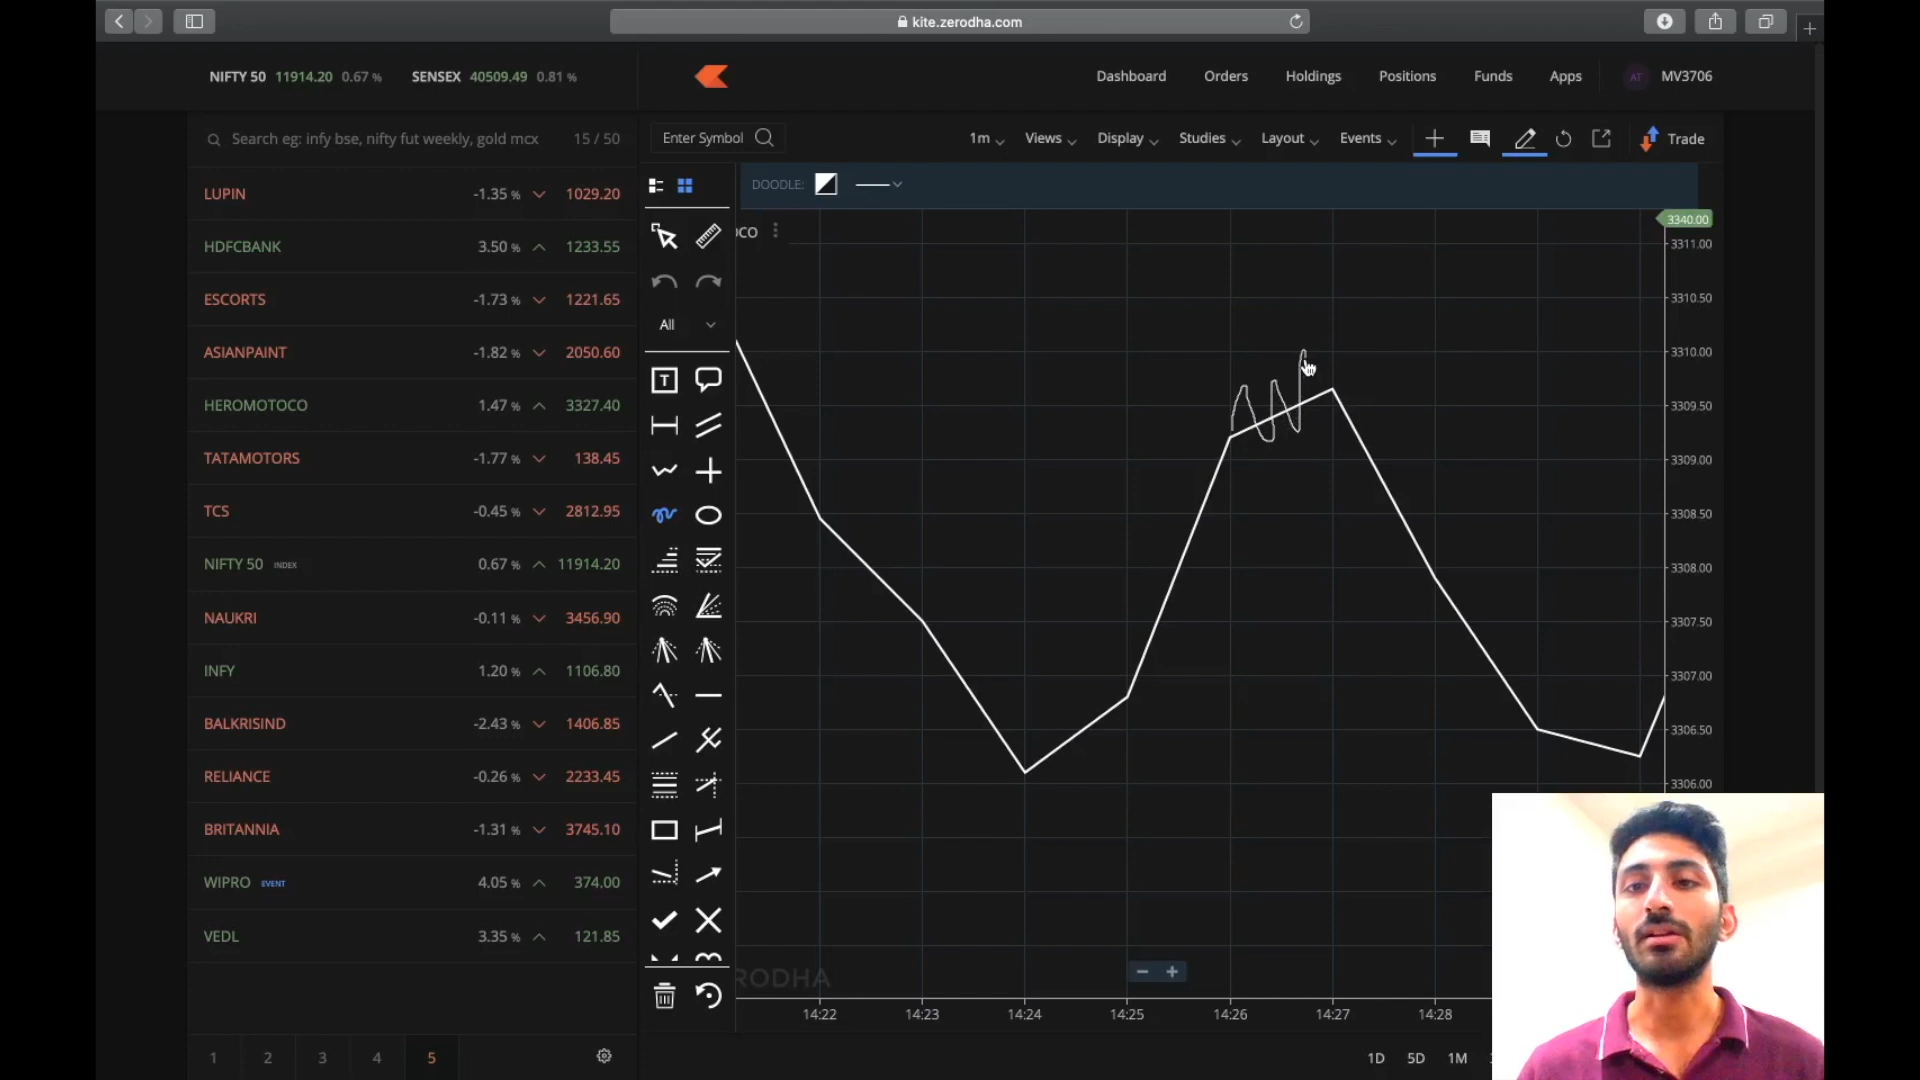 kite.zerodha.com
NIFTY 50 11914.20 0.67 % SENSEX 40509.49 0.81 %
Dashboard Orders Holdings Positions Funds Apps AT MV3706
Search eg: infy bse, nifty fut weekly, gold mcx 15 / 50
Enter Symbol 1m Views Display Studies Layout Events Trade
DOODLE:
LUPIN -1.35 % 1029.20
HDFCBANK 3.50 % 1233.55
ESCORTS -1.73 % 1221.65
ASIANPAINT -1.82 % 2050.60
HEROMOTOCO 1.47 % 3327.40
TATAMOTORS -1.77 % 138.45
TCS -0.45 % 2812.95
NIFTY 50 INDEX 0.67 % 11914.20
NAUKRI -0.11 % 3456.90
INFY 1.20 % 1106.80
BALKRISIND -2.43 % 1406.85
RELIANCE -0.26 % 2233.45
BRITANNIA -1.31 % 3745.10
WIPRO EVENT 4.05 % 374.00
VEDL 3.35 % 121.85
1 2 3 4 5
All
T
OCO
3340.00
3311.00
3310.50
3310.00
3309.50
3309.00
3308.50
3308.00
3307.50
3307.00
3306.50
3306.00
RODHA
14:22 14:23 14:24 14:25 14:26 14:27 14:28
1D 5D 1M